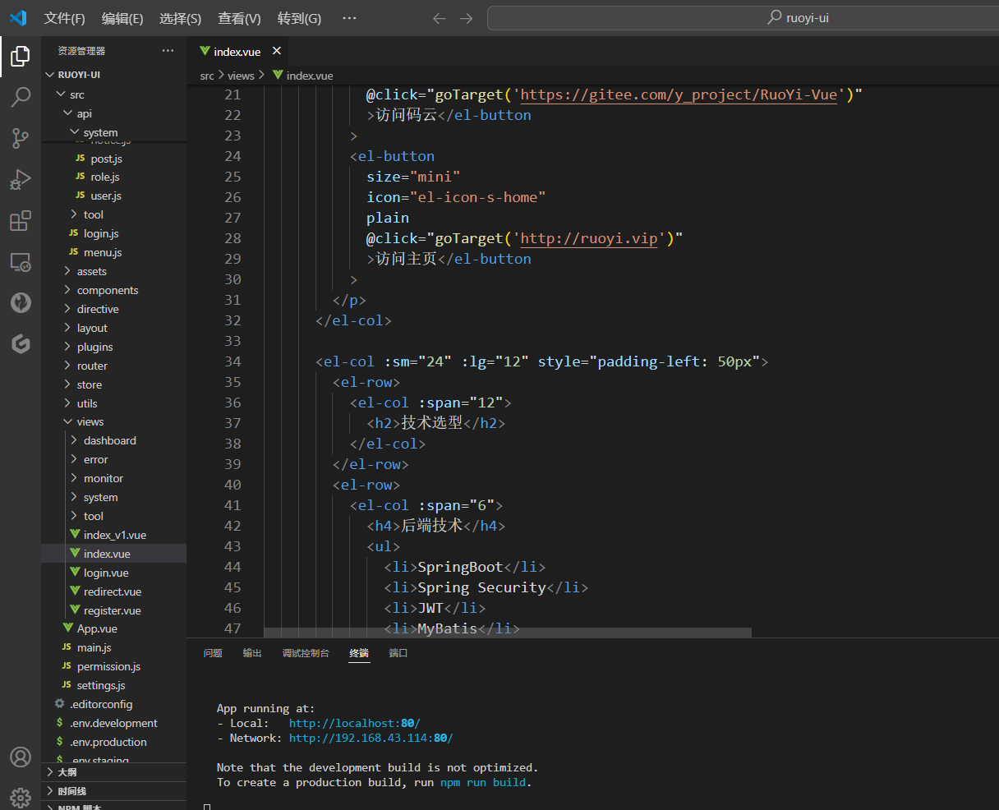 文件(F) 编辑(E) 选择(S) 查看(V) 转到(G) ··· ruoyi-ui
资源管理器 ···
RUOYI-UI
src
api
system
notice.js
post.js
role.js
user.js
tool
login.js
menu.js
assets
components
directive
layout
plugins
router
store
utils
views
dashboard
error
monitor
system
tool
index_v1.vue
index.vue
login.vue
redirect.vue
register.vue
App.vue
main.js
permission.js
settings.js
.editorconfig
.env.development
.env.production
.env.staging
大纲
时间线
NPM 脚本
index.vue
src > views > index.vue
21 @click="goTarget('https://gitee.com/y_project/RuoYi-Vue')"
22 >访问码云</el-button
23 >
24 <el-button
25 size="mini"
26 icon="el-icon-s-home"
27 plain
28 @click="goTarget('http://ruoyi.vip')"
29 >访问主页</el-button
30 >
31 </p>
32 </el-col>
33
34 <el-col :sm="24" :lg="12" style="padding-left: 50px">
35 <el-row>
36 <el-col :span="12">
37 <h2>技术选型</h2>
38 </el-col>
39 </el-row>
40 <el-row>
41 <el-col :span="6">
42 <h4>后端技术</h4>
43 <ul>
44 <li>SpringBoot</li>
45 <li>Spring Security</li>
46 <li>JWT</li>
47 <li>MyBatis</li>
问题 输出 调试控制台 终端 端口
App running at:
- Local: http://localhost:80/
- Network: http://192.168.43.114:80/
Note that the development build is not optimized.
To create a production build, run npm run build.